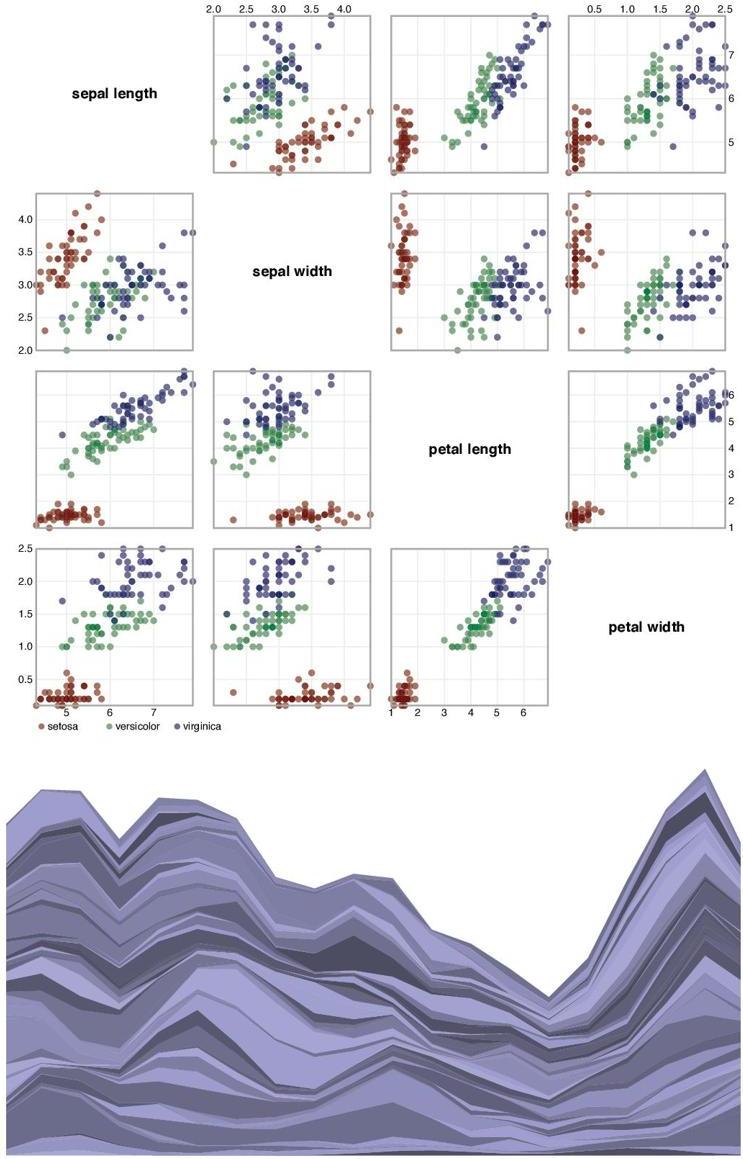 2.0 2.5 3.0 3.5 4.0 0.5 1.0 1.5 2.0 2.5
7
sepal length
6
5
4.0
3.5
3.0 sepal width
2.5
2.0
6
5
petal length 4
3
2
1
2.5
2.0
1.5 petal width
1.0
0.5
5 6 7 1 2 3 4 5 6
setosa versicolor virginica